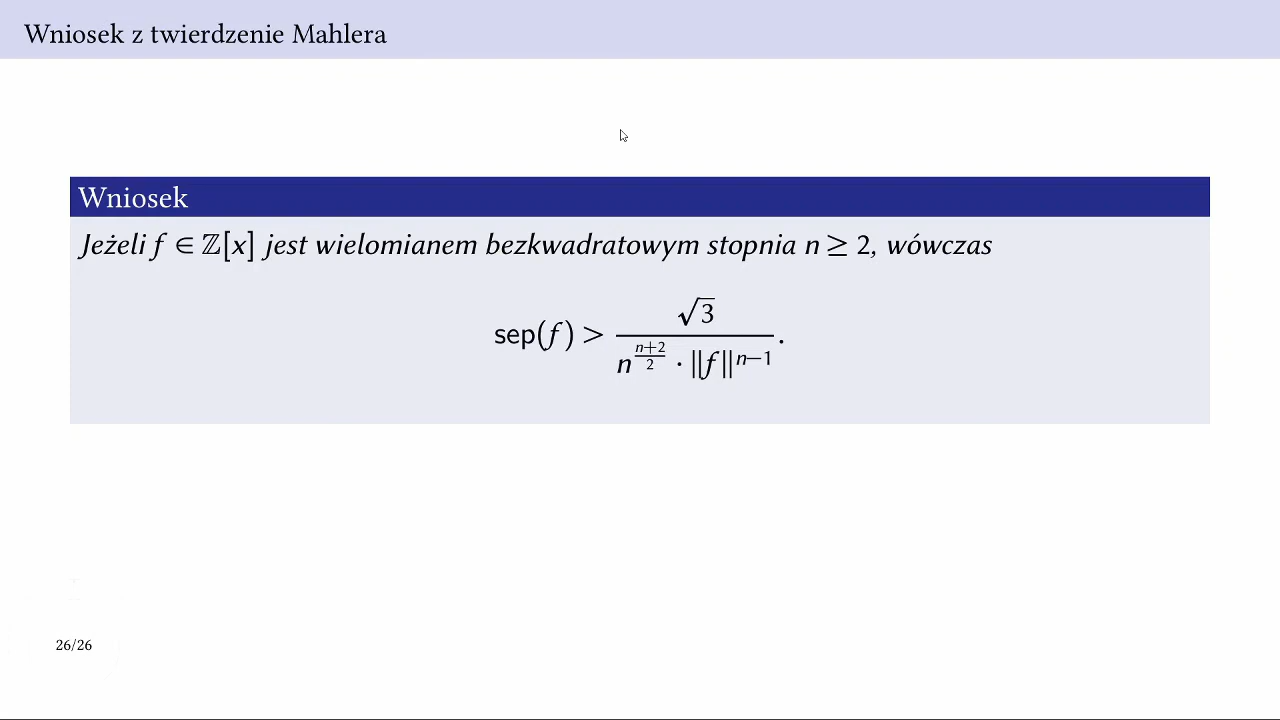 Wniosek z twierdzenie Mahlera
Wniosek
Jeżeli f ∈ ℤ[x] jest wielomianem bezkwadratowym stopnia n ≥ 2, wówczas
sep(f) > √3 / (n^((n+2)/2) · ||f||^(n−1)).
26/26